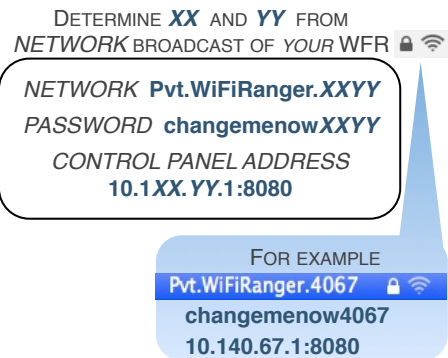 DETERMINE XX AND YY FROM
NETWORK BROADCAST OF YOUR WFR
NETWORK Pvt.WiFiRanger.XXYY
PASSWORD changemenowXXYY
CONTROL PANEL ADDRESS
10.1XX.YY.1:8080
FOR EXAMPLE
Pvt.WiFiRanger.4067
changemenow4067
10.140.67.1:8080